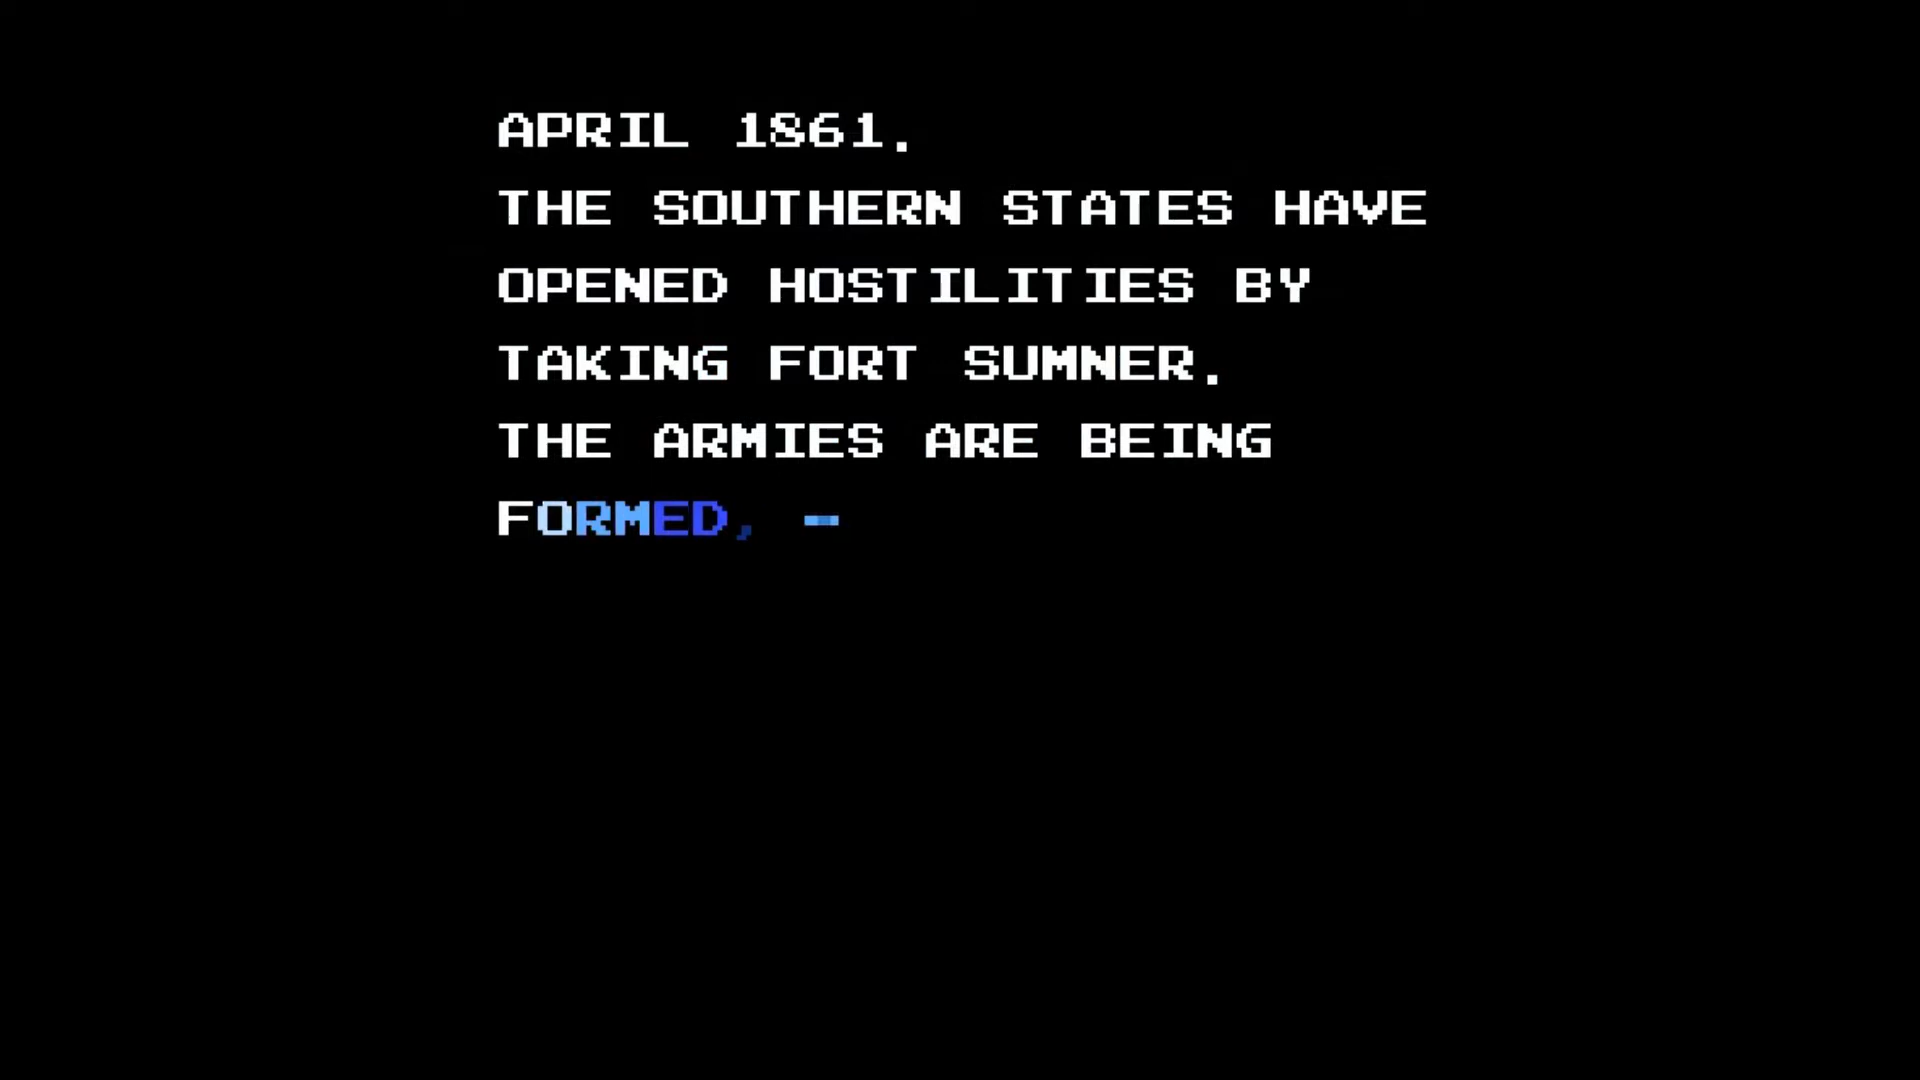 APRIL 1861.
THE SOUTHERN STATES HAVE
OPENED HOSTILITIES BY
TAKING FORT SUMNER.
THE ARMIES ARE BEING
FORMED, -